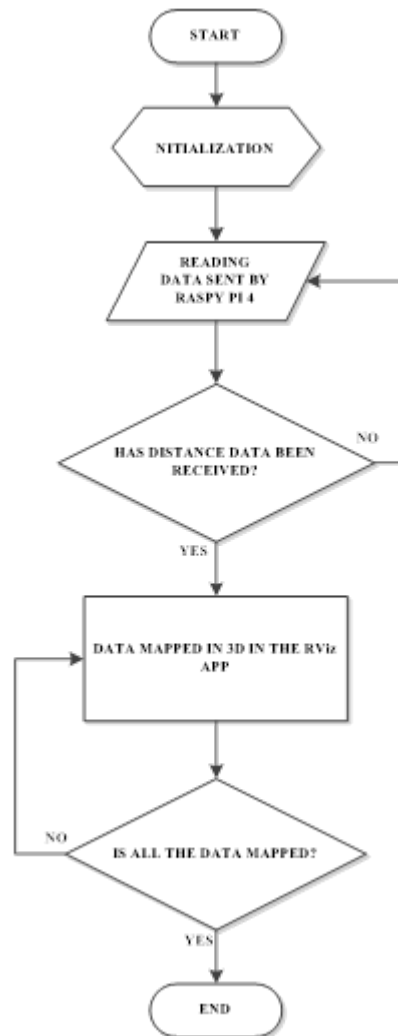 START
NITIALIZATION
READING
DATA SENT BY
RASPY PI 4
HAS DISTANCE DATA BEEN
RECEIVED?
NO
YES
DATA MAPPED IN 3D IN THE RViz
APP
NO
IS ALL THE DATA MAPPED?
YES
END